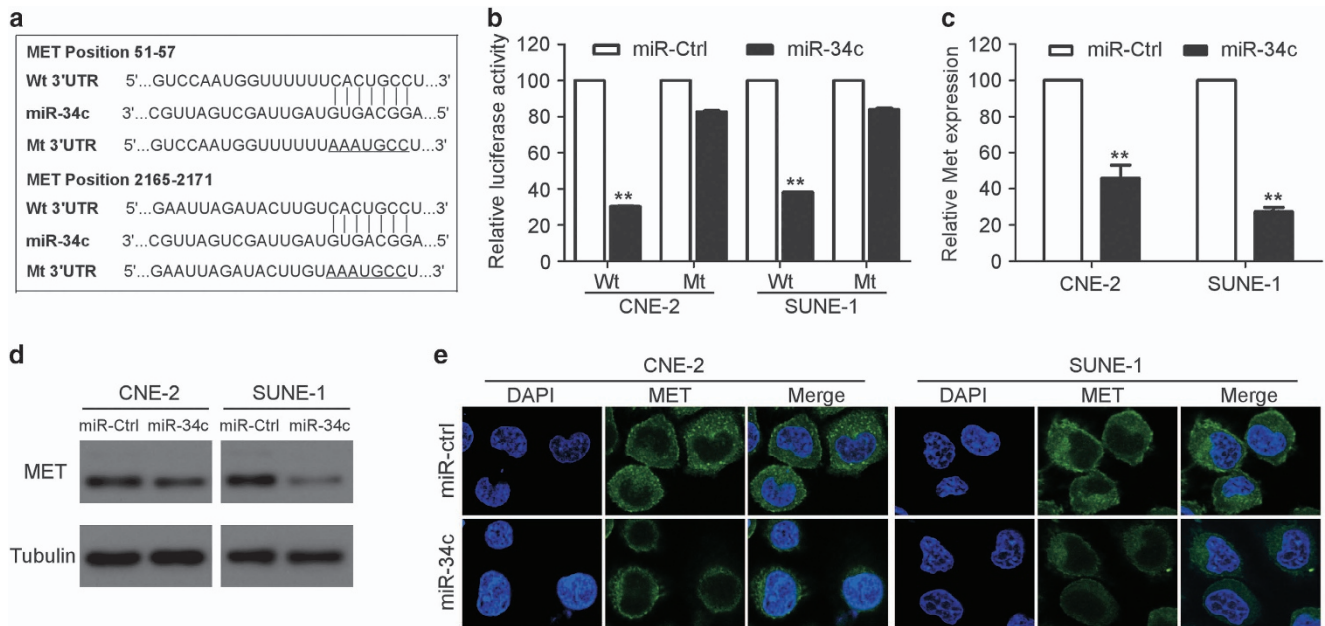 a
MET Position 51-57
Wt 3'UTR 5'...GUCCAAUGGUUUUUUCACUGCCU...3'
miR-34c 3'...CGUUAGUCGAUUGAUGUGACGGA...5'
Mt 3'UTR 5'...GUCCAAUGGUUUUUUAAAUGCCU...3'
MET Position 2165-2171
Wt 3'UTR 5'...GAAUUAGAUACUUGUCACUGCCU...3'
miR-34c 3'...CGUUAGUCGAUUGAUGUGACGGA...5'
Mt 3'UTR 5'...GAAUUAGAUACUUGUAAAUGCCU...3'
b
miR-Ctrl miR-34c
Relative luciferase activity
120
100
80
60
40
20
0
** **
Wt Mt Wt Mt
CNE-2 SUNE-1
c
miR-Ctrl miR-34c
Relative Met expression
120
100
80
60
40
20
0
** **
CNE-2 SUNE-1
d
CNE-2 SUNE-1
miR-Ctrl miR-34c miR-Ctrl miR-34c
MET
Tubulin
e
CNE-2 SUNE-1
DAPI MET Merge DAPI MET Merge
miR-ctrl
miR-34c